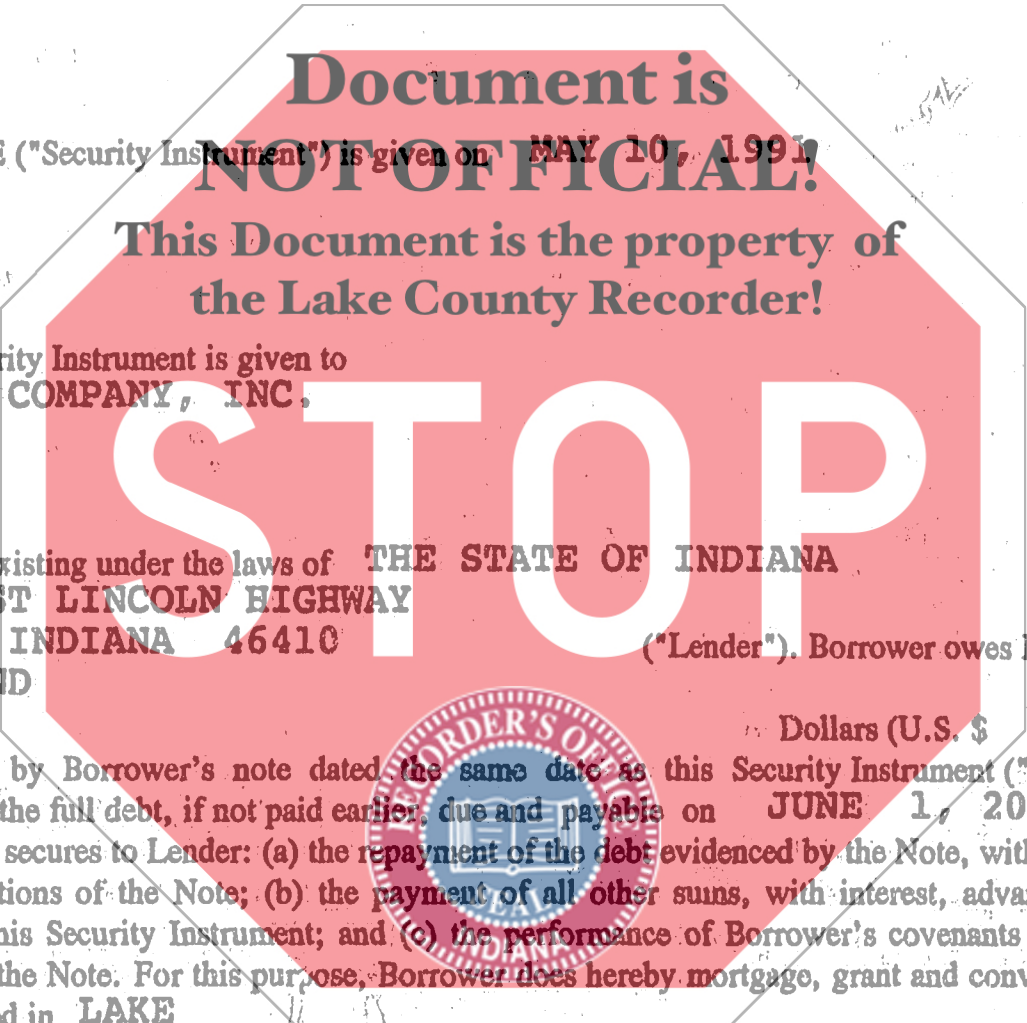 Document is
("Security Instrument") is given on MAY 10, 1991
NOT OFFICIAL!
This Document is the property of
the Lake County Recorder!
rity Instrument is given to
COMPANY, INC.
STOP
xisting under the laws of THE STATE OF INDIANA
ST LINCOLN HIGHWAY
INDIANA 46410 ("Lender"). Borrower owes
ND
Dollars (U.S. $
RECORDER'S OFFICE
by Borrower's note dated the same date as this Security Instrument ("
the full debt, if not paid earlier, due and payable on JUNE 1, 20
secures to Lender: (a) the repayment of the debt evidenced by the Note, with
tions of the Note; (b) the payment of all other sums, with interest, adva
SEAL
his Security Instrument; and (c) the performance of Borrower's covenants
INDIANA
the Note. For this purpose, Borrower does hereby mortgage, grant and conv
d in LAKE